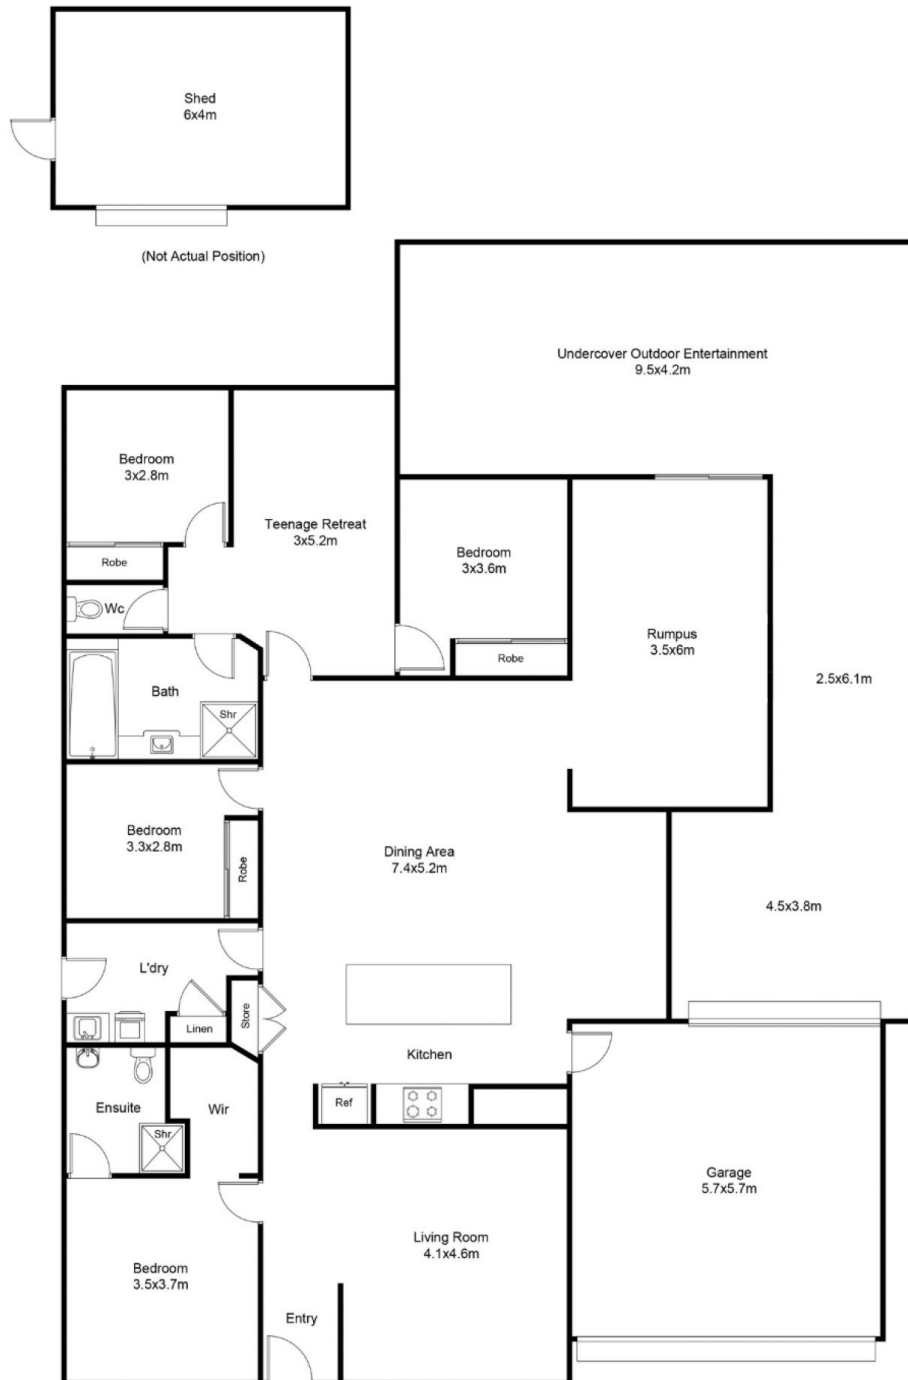 Shed
6x4m
(Not Actual Position)
Undercover Outdoor Entertainment
9.5x4.2m
Bedroom
3x2.8m
Robe
Teenage Retreat
3x5.2m
Bedroom
3x3.6m
Robe
Wc
Rumpus
3.5x6m
2.5x6.1m
Bath
Shr
Bedroom
3.3x2.8m
Robe
Dining Area
7.4x5.2m
4.5x3.8m
L'dry
Linen
Store
Kitchen
Ref
Ensuite
Shr
Wir
Garage
5.7x5.7m
Living Room
4.1x4.6m
Bedroom
3.5x3.7m
Entry